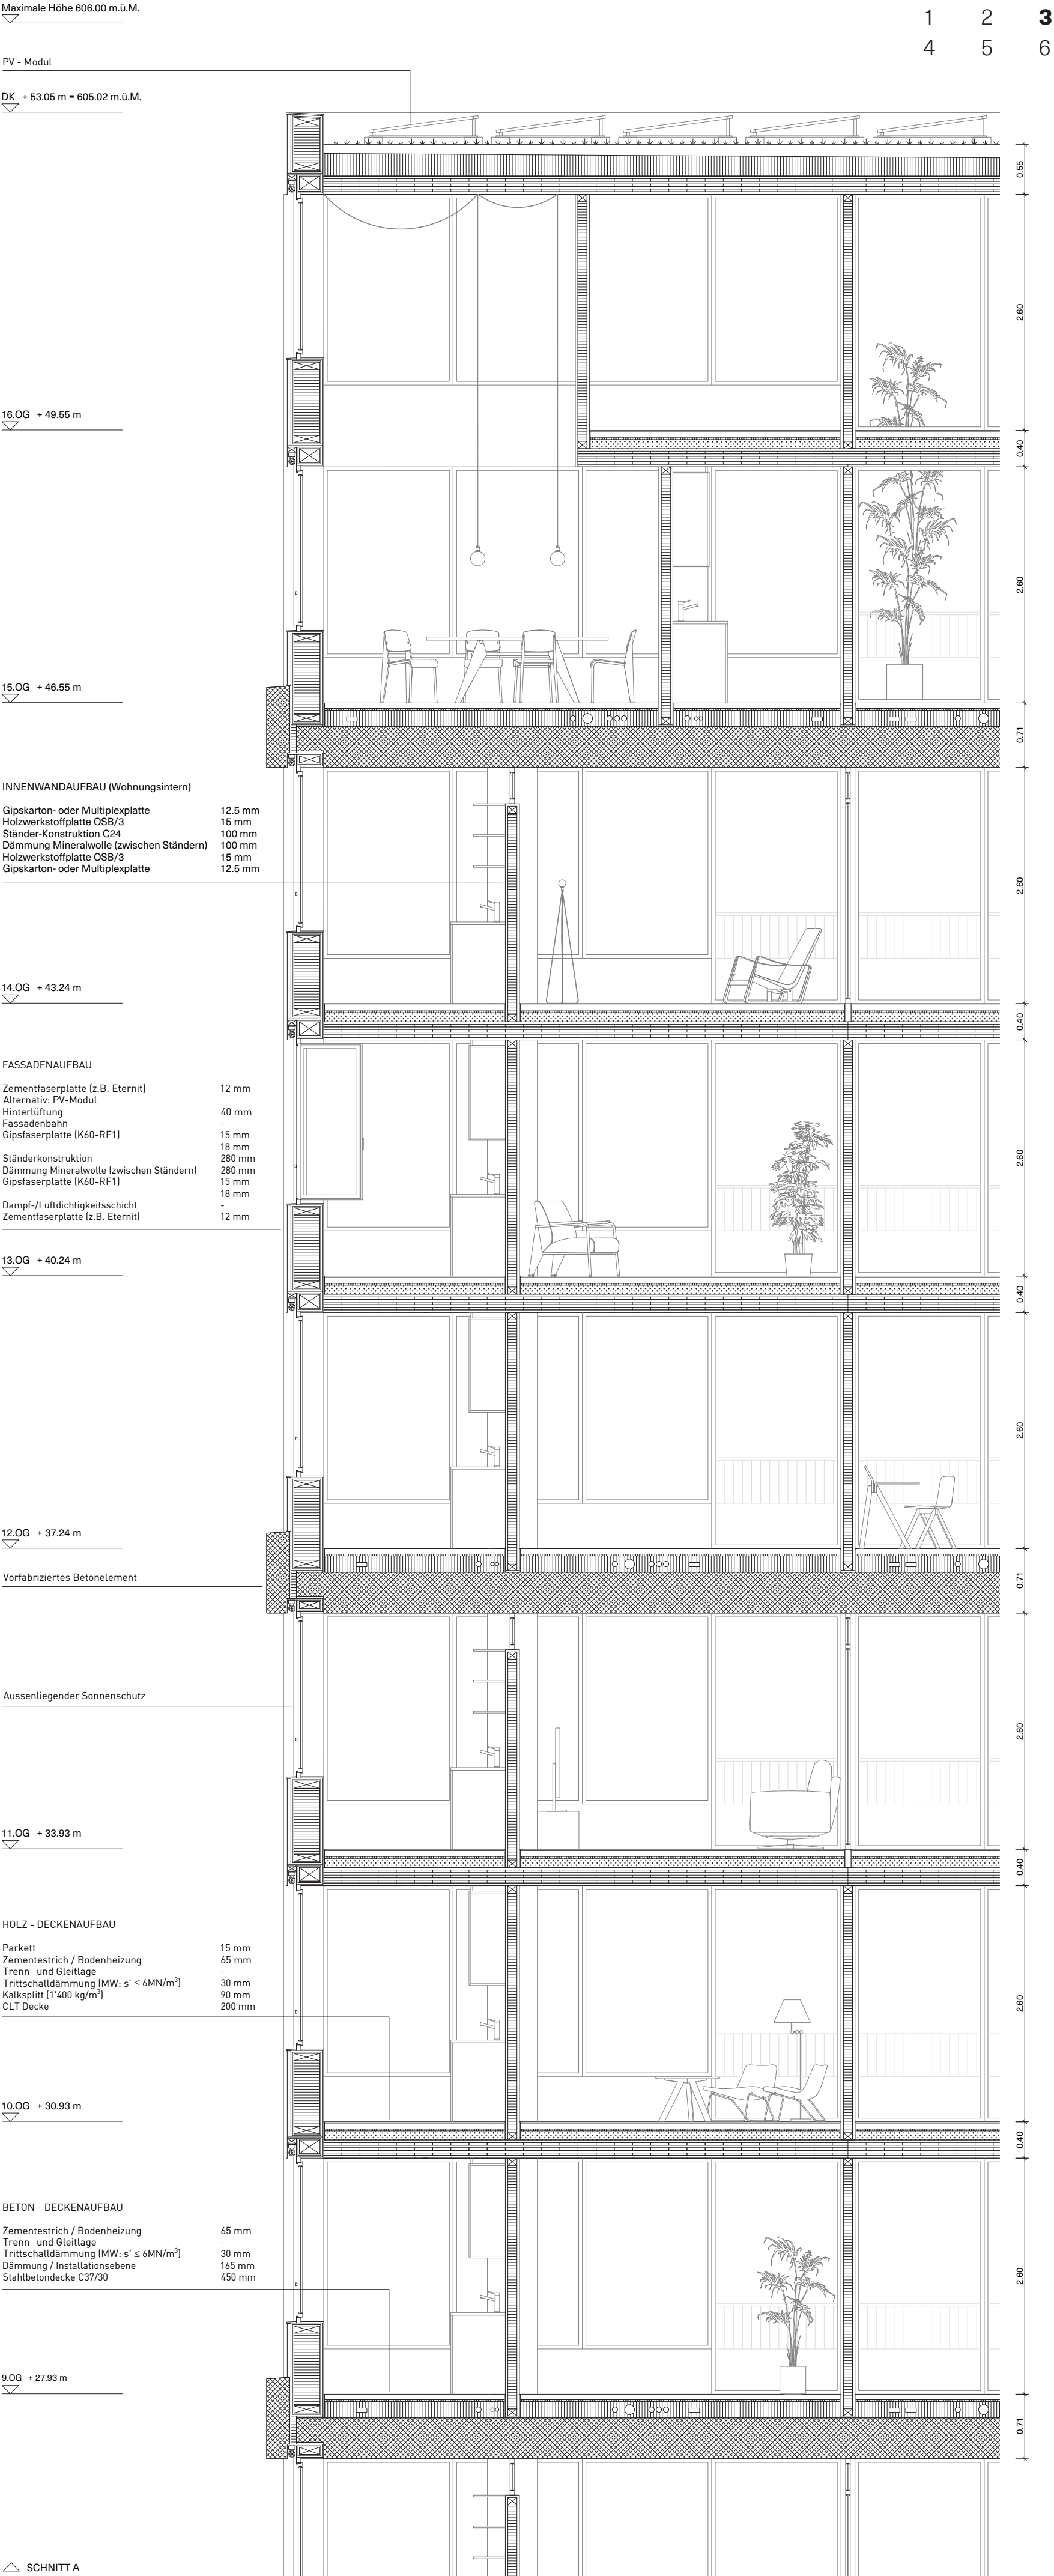 Maximale Höhe 606.00 m.ü.M.
1 2 3
4 5 6
PV - Modul
DK + 53.05 m = 605.02 m.ü.M.
0.55
2.60
16.OG + 49.55 m
0.40
2.60
15.OG + 46.55 m
0.71
INNENWANDAUFBAU (Wohnungsintern)
Gipskarton- oder Multiplexplatte 12.5 mm
Holzwerkstoffplatte OSB/3 15 mm
Ständer-Konstruktion C24 100 mm
Dämmung Mineralwolle (zwischen Ständern) 100 mm
Holzwerkstoffplatte OSB/3 15 mm
Gipskarton- oder Multiplexplatte 12.5 mm
2.60
14.OG + 43.24 m
0.40
FASSADENAUFBAU
Zementfaserplatte (z.B. Eternit) 12 mm
Alternativ: PV-Modul
Hinterlüftung 40 mm
Fassadenbahn -
Gipsfaserplatte (K60-RF1) 15 mm
18 mm
Ständerkonstruktion 280 mm
Dämmung Mineralwolle (zwischen Ständern) 280 mm
Gipsfaserplatte (K60-RF1) 15 mm
18 mm
Dampf-/Luftdichtigkeitsschicht -
Zementfaserplatte (z.B. Eternit) 12 mm
2.60
13.OG + 40.24 m
0.40
2.60
12.OG + 37.24 m
Vorfabriziertes Betonelement
0.71
Aussenliegender Sonnenschutz
2.60
11.OG + 33.93 m
0.40
HOLZ - DECKENAUFBAU
Parkett 15 mm
Zementestrich / Bodenheizung 65 mm
Trenn- und Gleitlage -
Trittschalldämmung (MW: s' ≤ 6MN/m³) 30 mm
Kalksplitt (1'400 kg/m³) 90 mm
CLT Decke 200 mm
2.60
10.OG + 30.93 m
0.40
BETON - DECKENAUFBAU
Zementestrich / Bodenheizung 65 mm
Trenn- und Gleitlage -
Trittschalldämmung (MW: s' ≤ 6MN/m³) 30 mm
Dämmung / Installationsebene 165 mm
Stahlbetondecke C37/30 450 mm
2.60
9.OG + 27.93 m
0.71
SCHNITT A